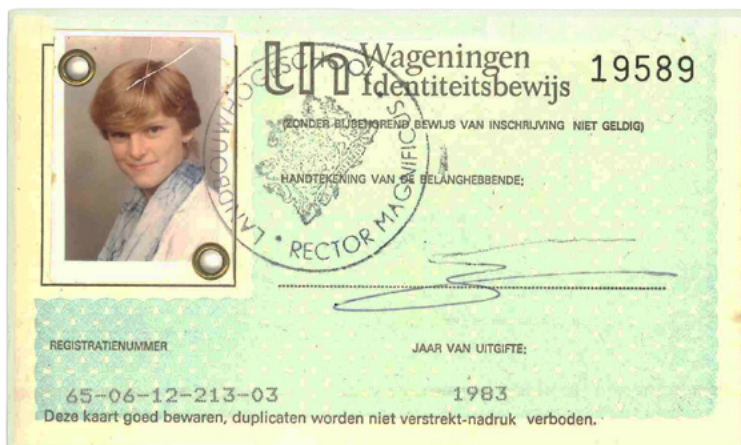 lh Wageningen
Identiteitsbewijs
19589
(ZONDER BIJBEHOREND BEWIJS VAN INSCHRIJVING NIET GELDIG)
LANDBOUWHOGESCHOOL • RECTOR MAGNIFICUS •
HANDTEKENING VAN DE BELANGHEBBENDE:
REGISTRATIENUMMER
JAAR VAN UITGIFTE:
65-06-12-213-03
1983
Deze kaart goed bewaren, duplicaten worden niet verstrekt-nadruk verboden.